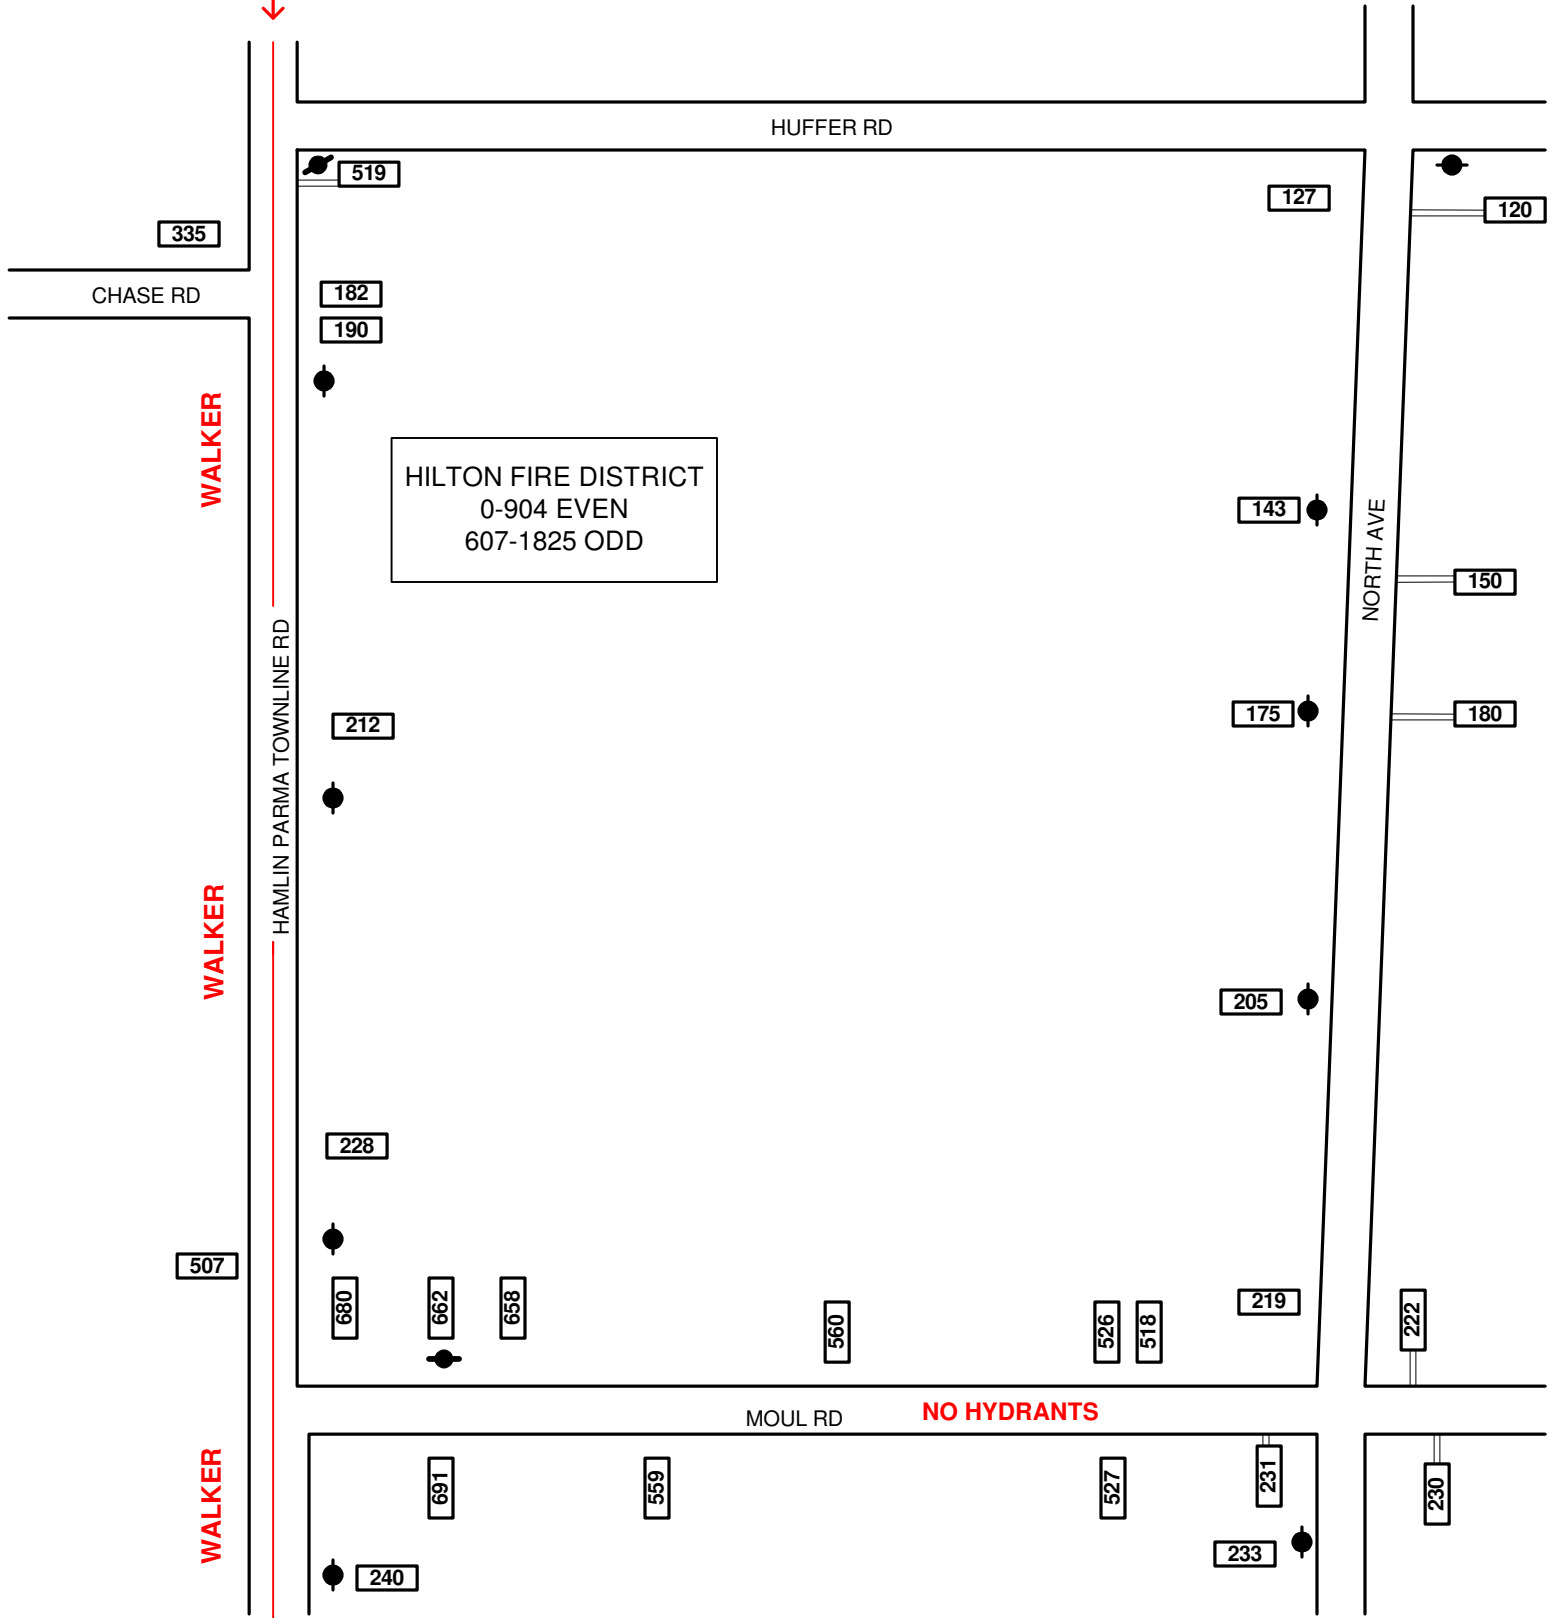 HUFFER RD
519
127
120
335
182
CHASE RD
190
WALKER
HILTON FIRE DISTRICT
0-904 EVEN
607-1825 ODD
143
NORTH AVE
150
HAMLIN PARMA TOWNLINE RD
212
175
180
WALKER
205
228
507
680
662
658
560
526
518
219
222
MOUL RD
NO HYDRANTS
WALKER
691
559
527
231
230
233
240